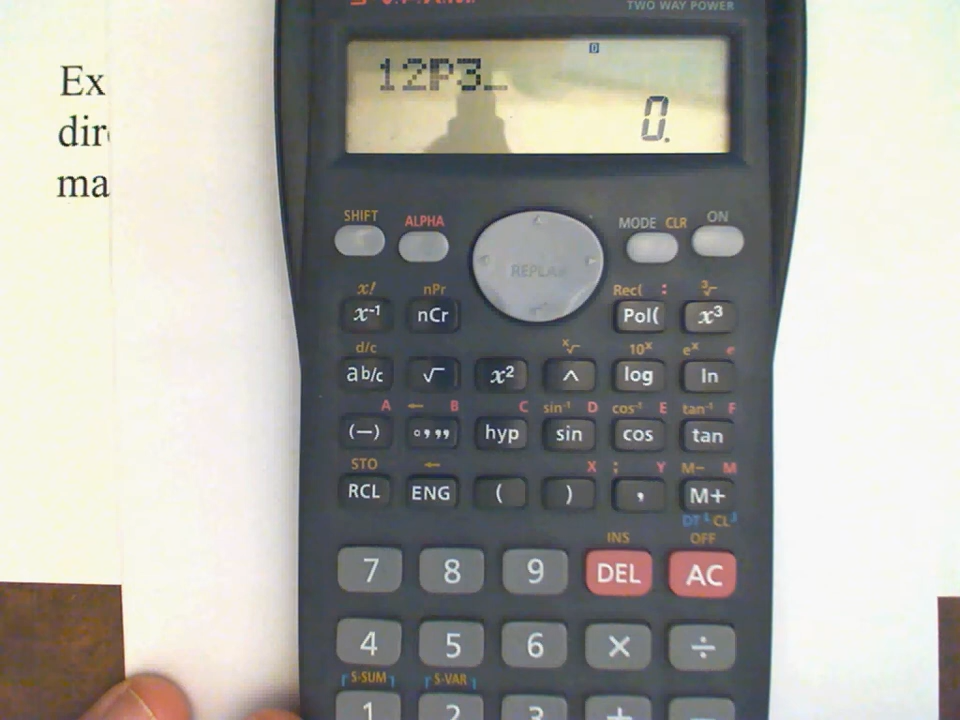 TWO WAY POWER
Ex
dir
ma
D
12P3_
0.
SHIFT ALPHA MODE CLR ON
REPLAY
x! nPr Rec( : ³√
x⁻¹ nCr Pol( x³
d/c ˣ√ 10ˣ eˣ e
a b/c √ x² ^ log ln
A ← B C sin⁻¹ D cos⁻¹ E tan⁻¹ F
(−) °,,, hyp sin cos tan
STO ← X ; Y M− M
RCL ENG ( ) , M+
DT CL
INS OFF
7 8 9 DEL AC
4 5 6 × ÷
S-SUM S-VAR
1 2 3 + −